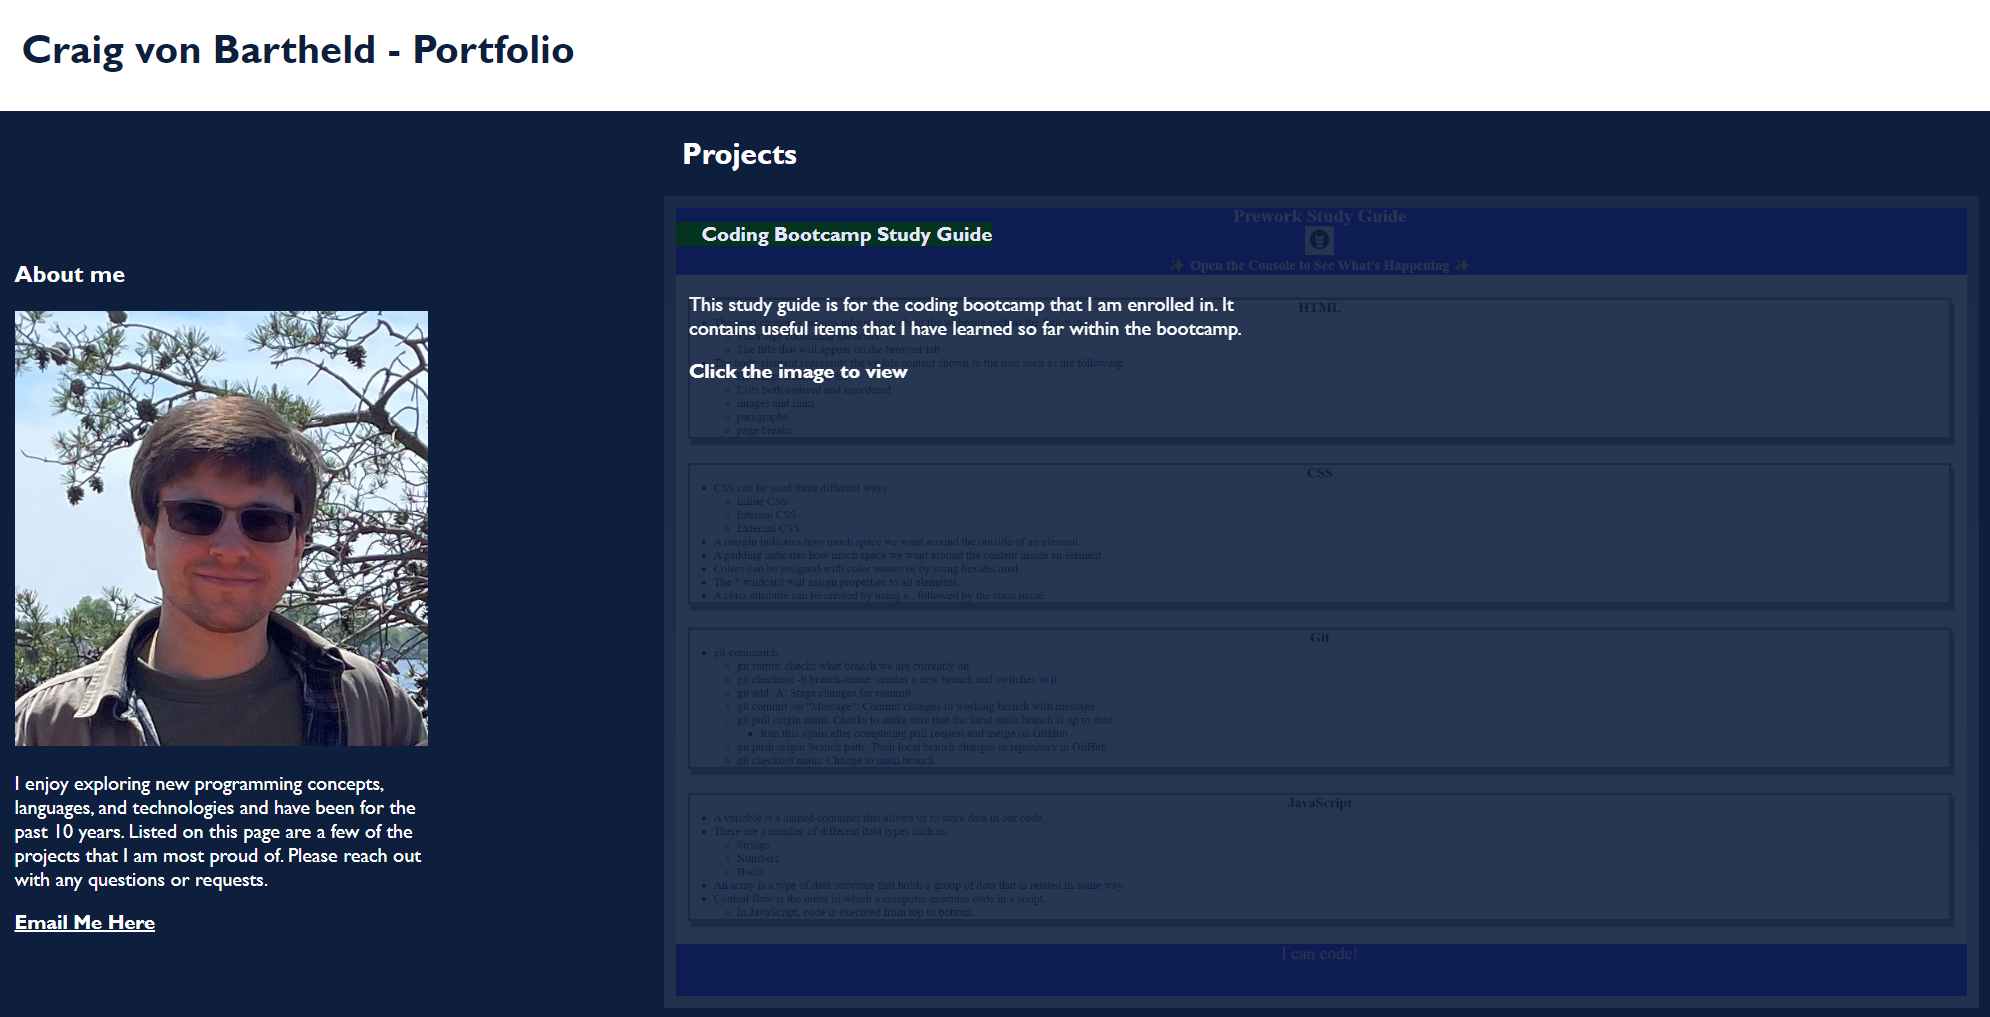 Craig von Bartheld - Portfolio
About me
I enjoy exploring new programming concepts,
languages, and technologies and have been for the
past 10 years. Listed on this page are a few of the
projects that I am most proud of. Please reach out
with any questions or requests.
Email Me Here
Projects
Prework Study Guide
Coding Bootcamp Study Guide
✨ Open the Console to See What's Happening ✨
This study guide is for the coding bootcamp that I am enrolled in. It
contains useful items that I have learned so far within the bootcamp.
Click the image to view
HTML
The title that will appear on the browser tab
The body element represents the visible content shown to the user such as the following:
Lists both ordered and unordered
images and links
paragraphs
page breaks
CSS
CSS can be used three different ways
Inline CSS
Internal CSS
External CSS
A margin indicates how much space we want around the outside of an element.
A padding indicates how much space we want around the content inside an element.
Colors can be assigned with color names or by using hexidecimal.
The * wildcard will assign properties to all elements.
A class attribute can be created by using a . followed by the class name.
Git
git commands
git status: checks what branch we are currently on
git checkout -b branch-name: creates a new branch and switches to it
git add -A: Stage changes for commit
git commit -m "Message": Commit changes to working branch with message
git pull origin main: Checks to make sure that the local main branch is up to date
Run this again after completing pull request and merge on GitHub
git push origin 'branch path': Push local branch changes to repository in GitHub
git checkout main: Change to main branch
JavaScript
A variable is a named container that allows us to store data in our code.
There are a number of different data types such as:
Strings
Numbers
Bools
An array is a type of data structure that holds a group of data that is related in some way.
Control flow is the order in which a computer executes code in a script.
In JavaScript, code is executed from top to bottom.
I can code!